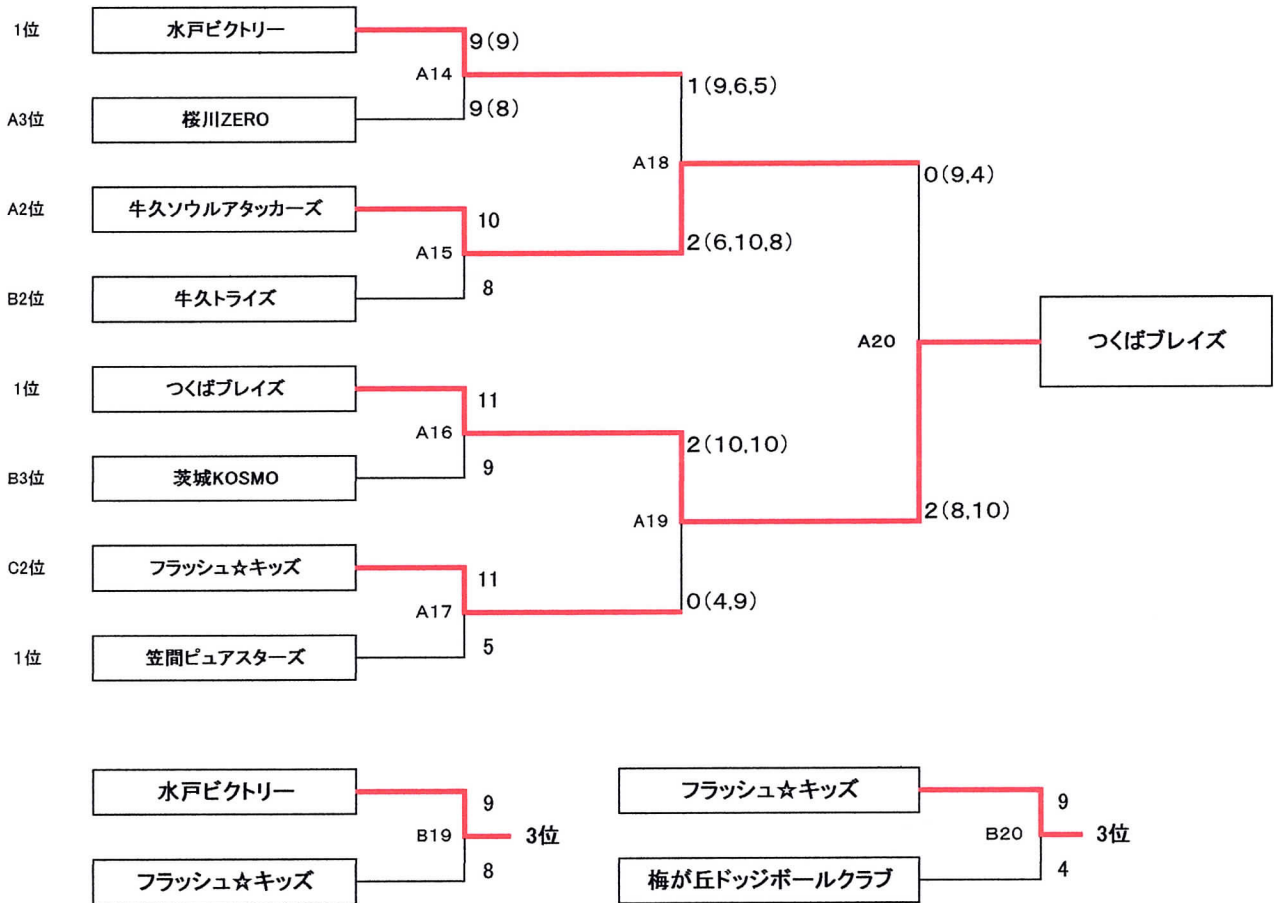 1位 水戸ビクトリー
9(9)
A14
1(9,6,5)
A3位 桜川ZERO
9(8)
A18
0(9,4)
A2位 牛久ソウルアタッカーズ
10
A15
2(6,10,8)
B2位 牛久トライズ
8
A20
つくばブレイズ
1位 つくばブレイズ
11
A16
2(10,10)
B3位 茨城KOSMO
9
A19
2(8,10)
C2位 フラッシュ☆キッズ
11
A17
0(4,9)
1位 笠間ピュアスターズ
5
水戸ビクトリー
9
B19
3位
フラッシュ☆キッズ
8
フラッシュ☆キッズ
9
B20
3位
梅が丘ドッジボールクラブ
4